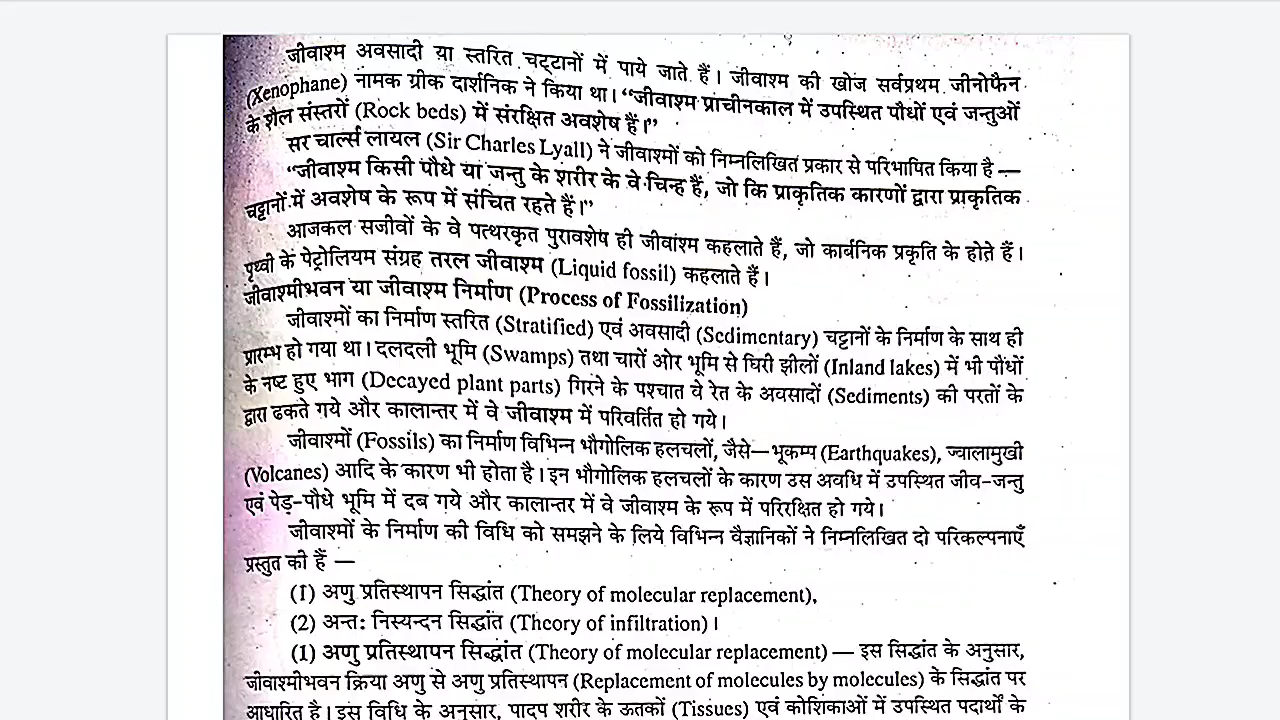 जीवाश्म अवसादी या स्तरित चट्टानों में पाये जाते हैं। जीवाश्म की खोज सर्वप्रथम जीनोफैन
(Xenophane) नामक ग्रीक दार्शनिक ने किया था। “जीवाश्म प्राचीनकाल में उपस्थित पौधों एवं जन्तुओं
के शैल संस्तरों (Rock beds) में संरक्षित अवशेष हैं।”
सर चार्ल्स लायल (Sir Charles Lyall) ने जीवाश्मों को निम्नलिखित प्रकार से परिभाषित किया है —
“जीवाश्म किसी पौधे या जन्तु के शरीर के वे चिन्ह हैं, जो कि प्राकृतिक कारणों द्वारा प्राकृतिक
चट्टानों में अवशेष के रूप में संचित रहते हैं।”
आजकल सजीवों के वे पत्थरकृत पुरावशेष ही जीवाश्म कहलाते हैं, जो कार्बनिक प्रकृति के होते हैं।
पृथ्वी के पेट्रोलियम संग्रह तरल जीवाश्म (Liquid fossil) कहलाते हैं।
जीवाश्मीभवन या जीवाश्म निर्माण (Process of Fossilization)
जीवाश्मों का निर्माण स्तरित (Stratified) एवं अवसादी (Sedimentary) चट्टानों के निर्माण के साथ ही
प्रारम्भ हो गया था। दलदली भूमि (Swamps) तथा चारों ओर भूमि से घिरी झीलों (Inland lakes) में भी पौधों
के नष्ट हुए भाग (Decayed plant parts) गिरने के पश्चात वे रेत के अवसादों (Sediments) की परतों के
द्वारा ढकते गये और कालान्तर में वे जीवाश्म में परिवर्तित हो गये।
जीवाश्मों (Fossils) का निर्माण विभिन्न भौगोलिक हलचलों, जैसे—भूकम्प (Earthquakes), ज्वालामुखी
(Volcanes) आदि के कारण भी होता है। इन भौगोलिक हलचलों के कारण उस अवधि में उपस्थित जीव-जन्तु
एवं पेड़-पौधे भूमि में दब गये और कालान्तर में वे जीवाश्म के रूप में परिरक्षित हो गये।
जीवाश्मों के निर्माण की विधि को समझने के लिये विभिन्न वैज्ञानिकों ने निम्नलिखित दो परिकल्पनाएँ
प्रस्तुत की हैं —
(1) अणु प्रतिस्थापन सिद्धांत (Theory of molecular replacement),
(2) अन्त: निस्यन्दन सिद्धांत (Theory of infiltration)।
(1) अणु प्रतिस्थापन सिद्धांत (Theory of molecular replacement) — इस सिद्धांत के अनुसार,
जीवाश्मीभवन क्रिया अणु से अणु प्रतिस्थापन (Replacement of molecules by molecules) के सिद्धांत पर
आधारित है। इस विधि के अनुसार, पादप शरीर के ऊतकों (Tissues) एवं कोशिकाओं में उपस्थित पदार्थों के